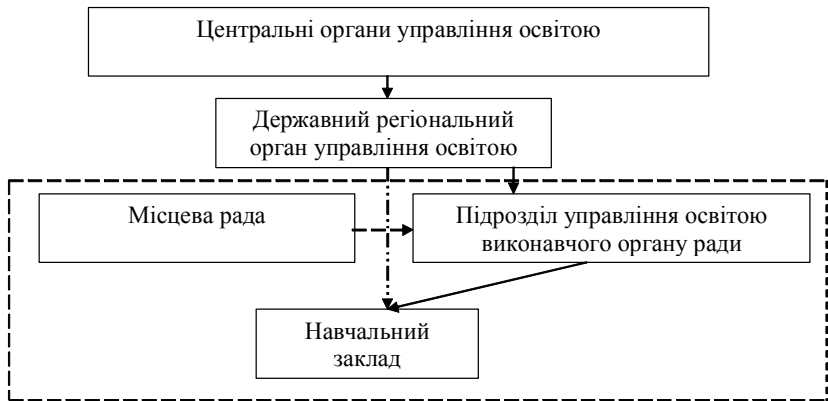 Центральні органи управління освітою
Державний регіональний
орган управління освітою
Місцева рада
Підрозділ управління освітою
виконавчого органу ради
Навчальний
заклад